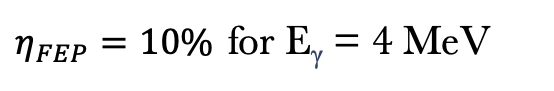 η_FEP = 10% for E_γ = 4 MeV